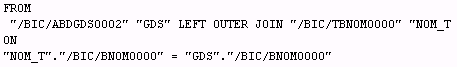 FROM
"/BIC/ABDGDS0002" "GDS" LEFT OUTER JOIN "/BIC/TBNOM0000" "NOM_T
ON
"NOM_T"."/BIC/BNOM0000" = "GDS"."/BIC/BNOM0000"